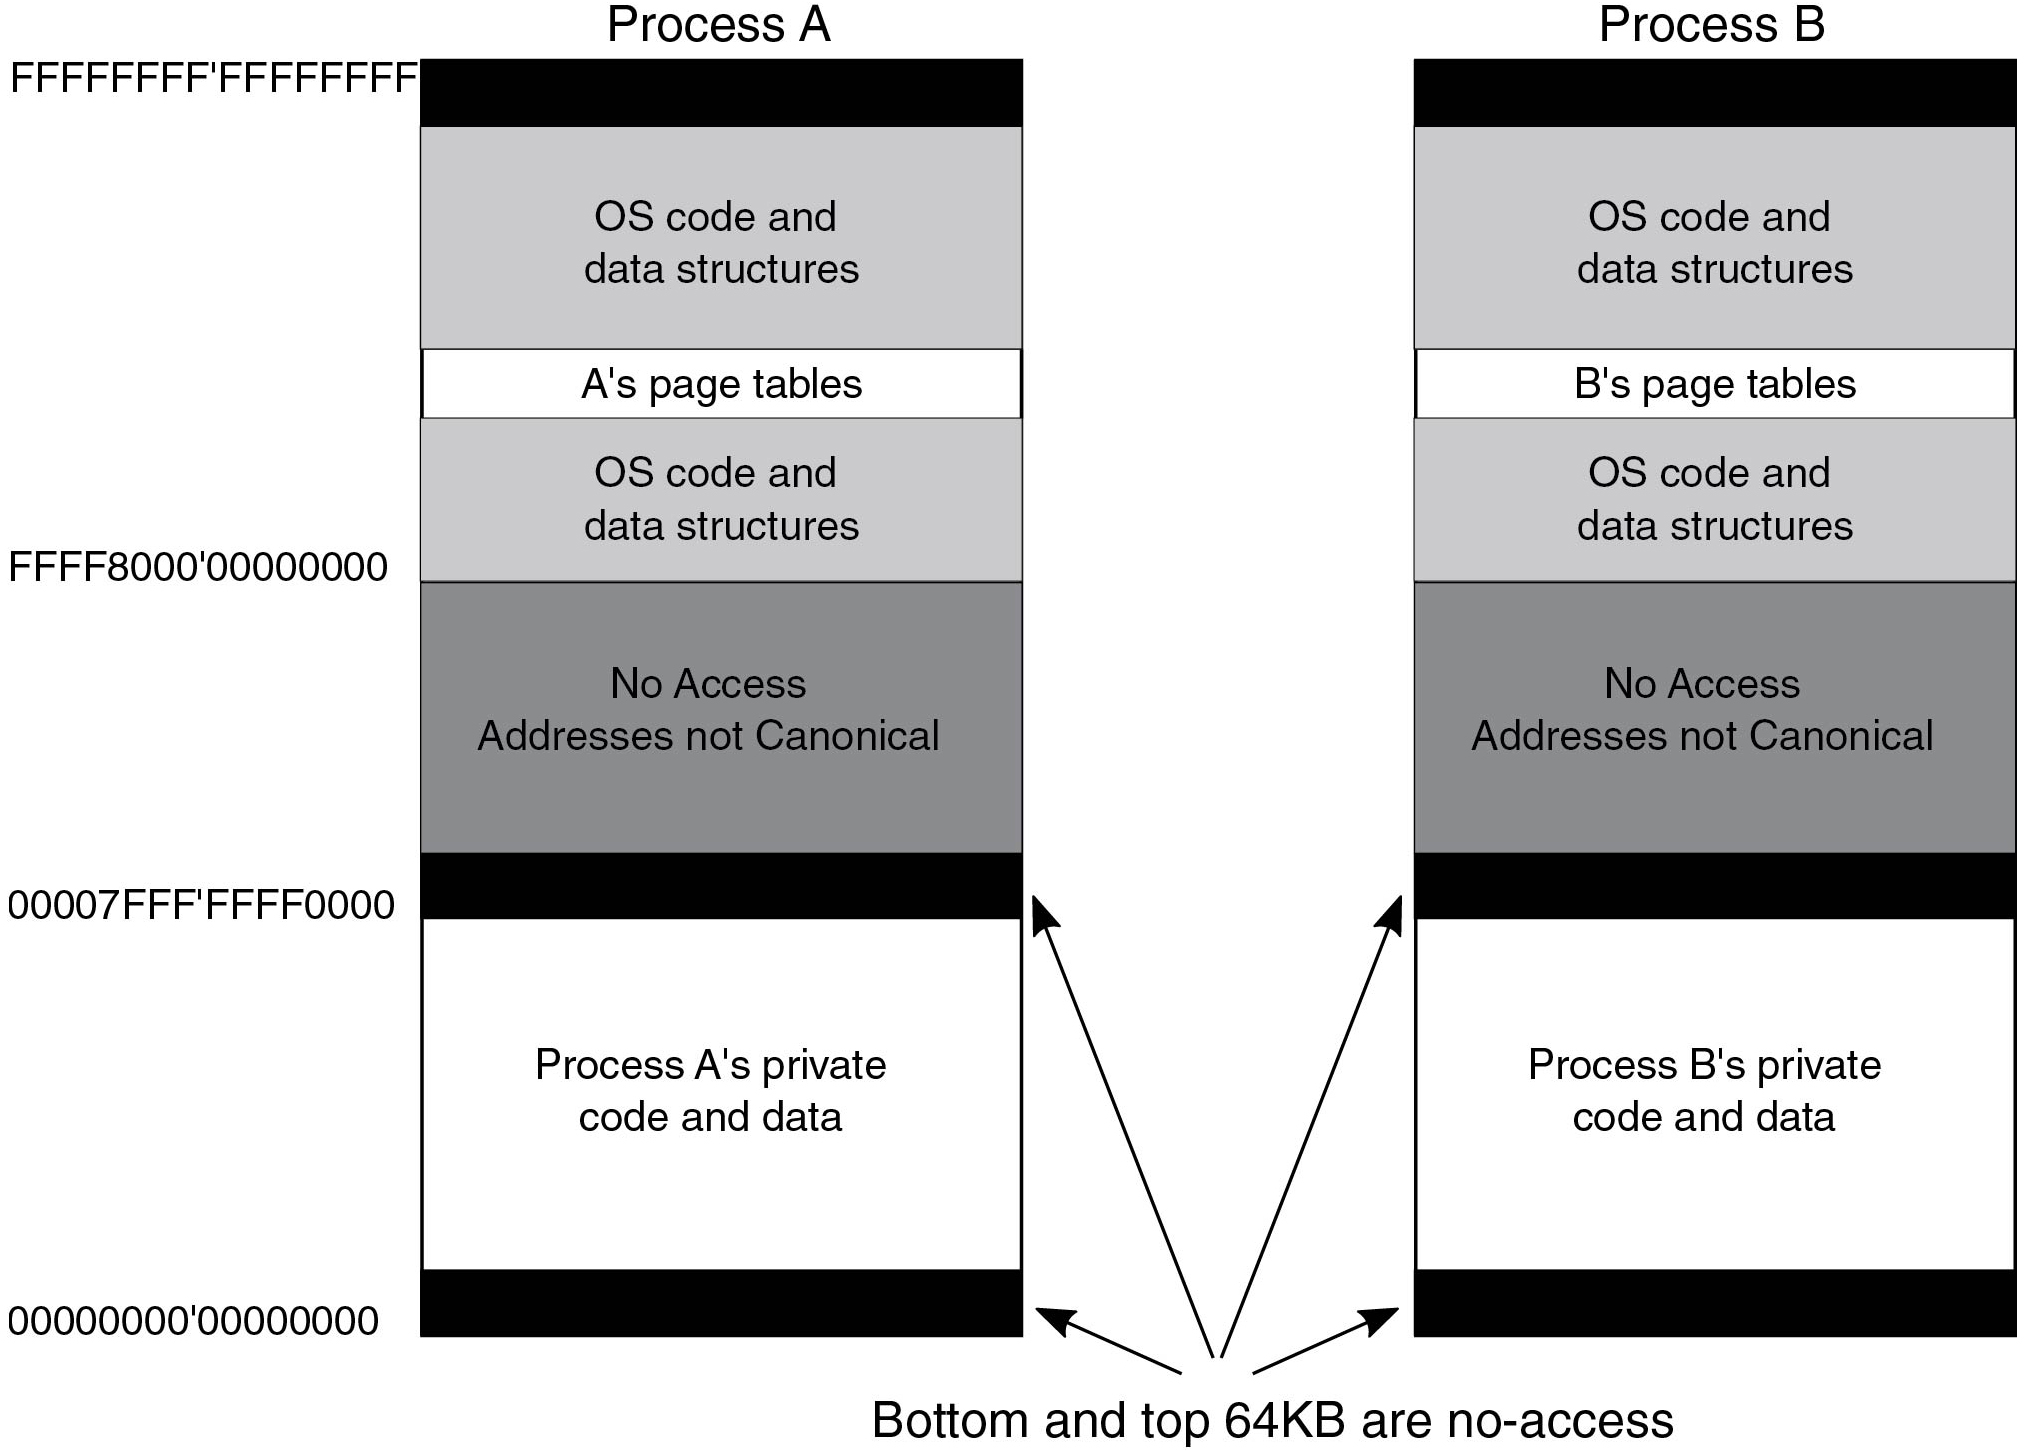 Process A
Process B
FFFFFFFF'FFFFFFFF
OS code and
data structures
OS code and
data structures
A's page tables
B's page tables
OS code and
data structures
OS code and
data structures
FFFF8000'00000000
No Access
Addresses not Canonical
No Access
Addresses not Canonical
00007FFF'FFFF0000
Process A's private
code and data
Process B's private
code and data
00000000'00000000
Bottom and top 64KB are no-access